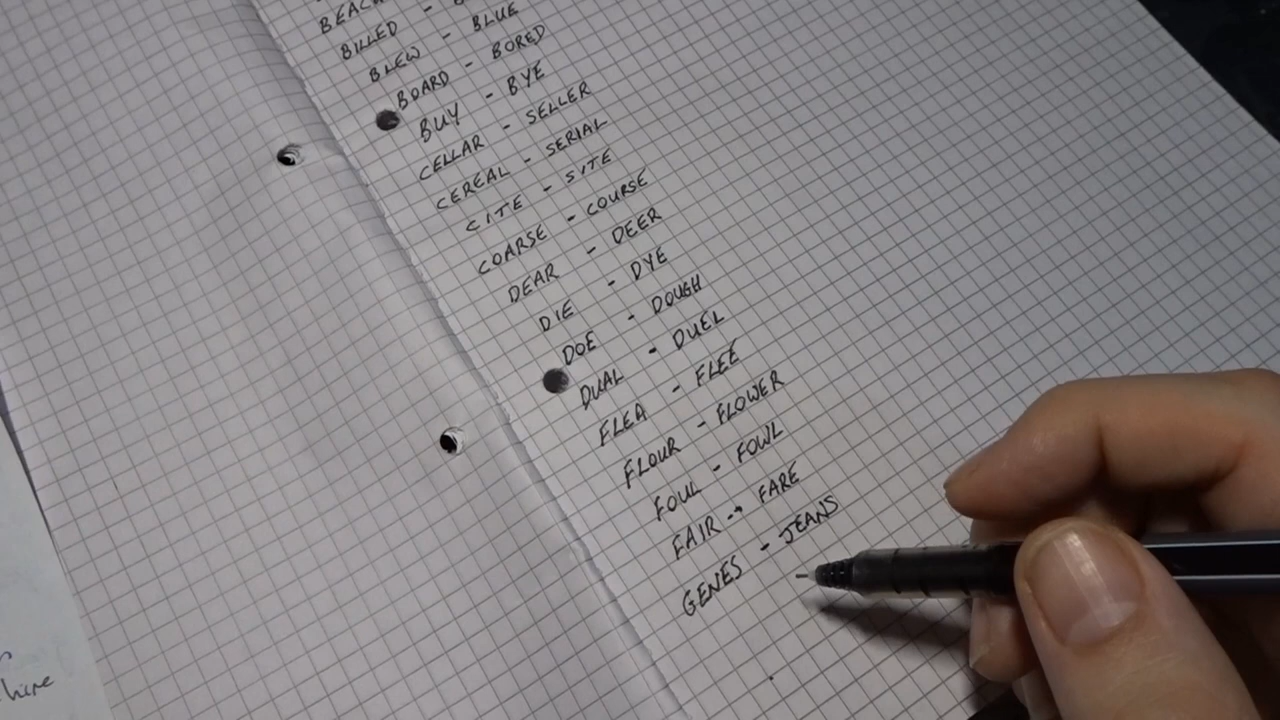 BEACH
BILLED -
BLEW - BLUE
BOARD - BORED
BUY - BYE
CELLAR - SELLER
CEREAL - SERIAL
CITE - SITE
COARSE - COURSE
DEAR - DEER
DIE - DYE
DOE - DOUGH
DUAL - DUEL
FLEA - FLEE
FLOUR - FLOWER
FOUL - FOWL
FAIR - FARE
GENES - JEANS